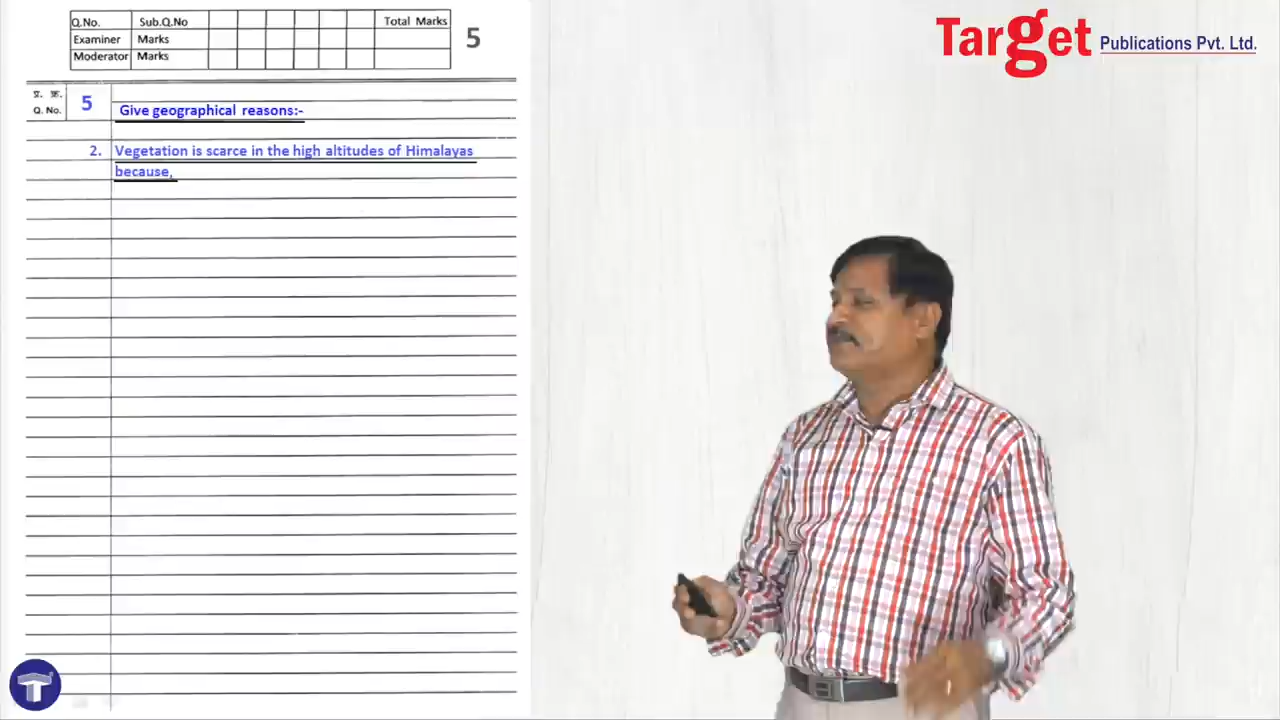 Q.No. Sub.Q.No Total Marks
Examiner Marks
Moderator Marks
5
Target Publications Pvt. Ltd.
प्र. क्र.
Q. No.
5 Give geographical reasons:-
2. Vegetation is scarce in the high altitudes of Himalayas
because,
T